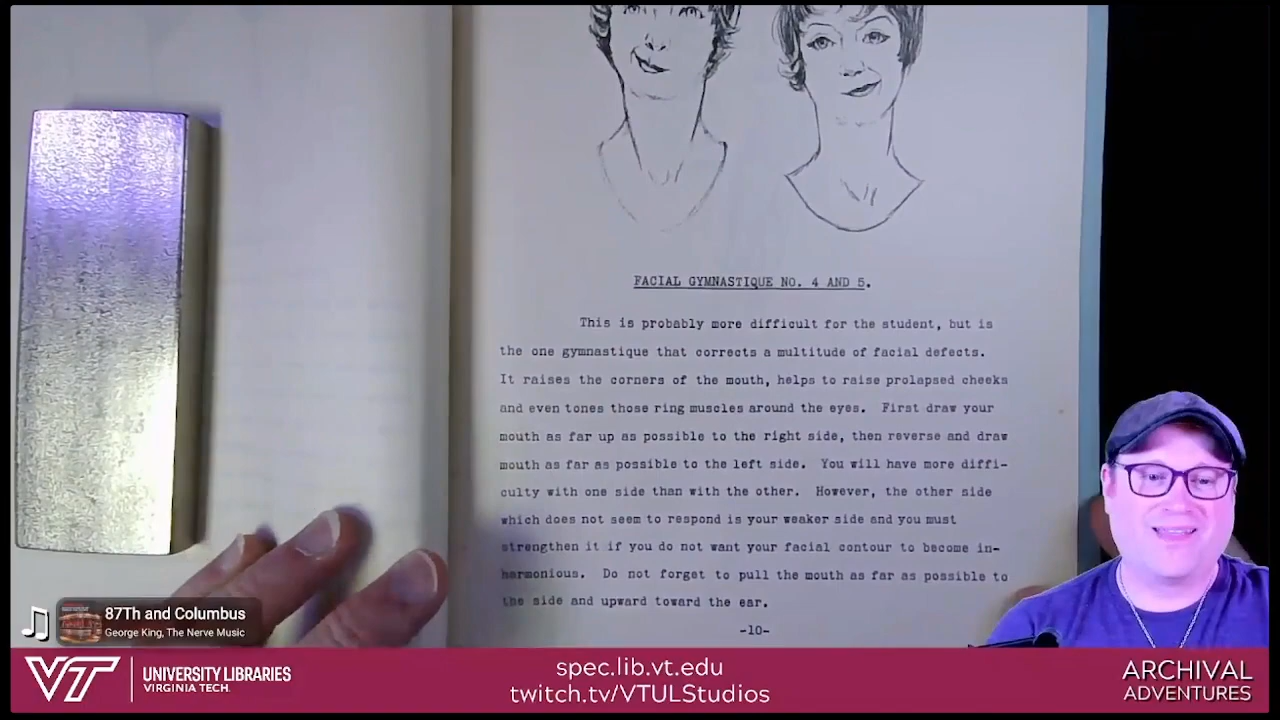 FACIAL GYMNASTIQUE NO. 4 AND 5.
This is probably more difficult for the student, but is
the one gymnastique that corrects a multitude of facial defects.
It raises the corners of the mouth, helps to raise prolapsed cheeks
and even tones those ring muscles around the eyes. First draw your
mouth as far up as possible to the right side, then reverse and draw
mouth as far as possible to the left side. You will have more diffi-
culty with one side than with the other. However, the other side
which does not seem to respond is your weaker side and you must
strengthen it if you do not want your facial contour to become in-
harmonious. Do not forget to pull the mouth as far as possible to
the side and upward toward the ear.
-10-
87Th and Columbus
George King, The Nerve Music
VT
UNIVERSITY LIBRARIES
VIRGINIA TECH.
spec.lib.vt.edu
twitch.tv/VTULStudios
ARCHIVAL
ADVENTURES